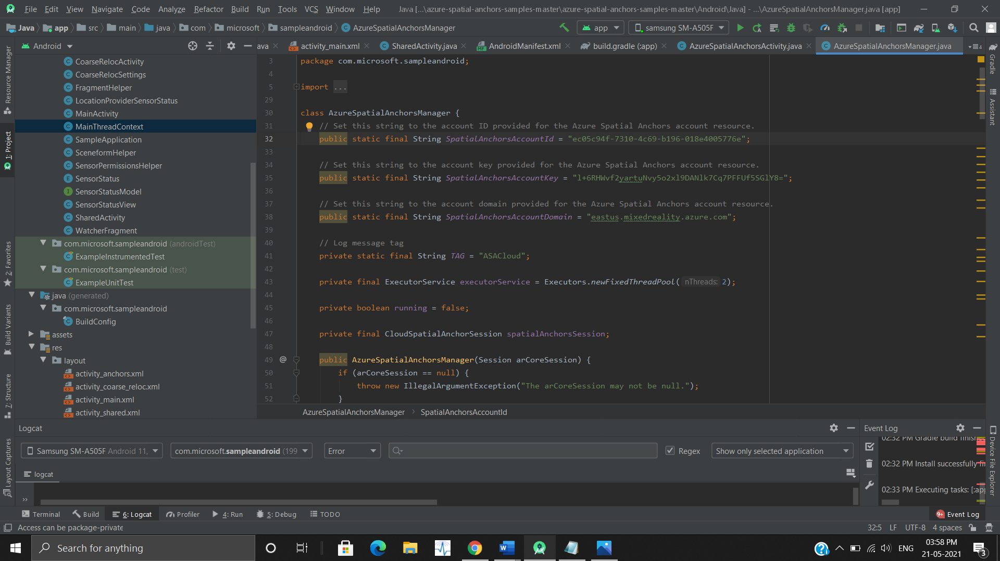 File Edit View Navigate Code Analyze Refactor Build Run Tools VCS Window Help Java [...\azure-spatial-anchors-samples-master\azure-spatial-anchors-samples-master\Android\Java] - ...\AzureSpatialAnchorsManager.java [app]
Java app src main java com microsoft sampleandroid AzureSpatialAnchorsManager app samsung SM-A505F
Android ava activity_main.xml SharedActivity.java AndroidManifest.xml build.gradle (:app) AzureSpatialAnchorsActivity.java AzureSpatialAnchorsManager.java 4
Resource Manager
1: Project
2: Favorites
Build Variants
7: Structure
Layout Captures
CoarseRelocActivity
CoarseRelocSettings
FragmentHelper
LocationProviderSensorStatus
MainActivity
MainThreadContext
SampleApplication
SceneformHelper
SensorPermissionsHelper
SensorStatus
SensorStatusModel
SensorStatusView
SharedActivity
WatcherFragment
com.microsoft.sampleandroid (androidTest)
ExampleInstrumentedTest
com.microsoft.sampleandroid (test)
ExampleUnitTest
java (generated)
com.microsoft.sampleandroid
BuildConfig
assets
res
layout
activity_anchors.xml
activity_coarse_reloc.xml
activity_main.xml
activity_shared.xml
3 package com.microsoft.sampleandroid;
4
5 import ...
29
30 class AzureSpatialAnchorsManager {
31 // Set this string to the account ID provided for the Azure Spatial Anchors account resource.
32 public static final String SpatialAnchorsAccountId = "ec05c94f-7310-4c69-b196-018e4005776e";
33
34 // Set this string to the account key provided for the Azure Spatial Anchors account resource.
35 public static final String SpatialAnchorsAccountKey = "l+6RHWvf2yartuNvy5o2xl9DANlk7Cq7PFFUf5SGlY8=";
36
37 // Set this string to the account domain provided for the Azure Spatial Anchors account resource.
38 public static final String SpatialAnchorsAccountDomain = "eastus.mixedreality.azure.com";
39
40 // Log message tag
41 private static final String TAG = "ASACloud";
42
43 private final ExecutorService executorService = Executors.newFixedThreadPool( nThreads: 2);
44
45 private boolean running = false;
46
47 private final CloudSpatialAnchorSession spatialAnchorsSession;
48
49 @ public AzureSpatialAnchorsManager(Session arCoreSession) {
50 if (arCoreSession == null) {
51 throw new IllegalArgumentException("The arCoreSession may not be null.");
52 }
AzureSpatialAnchorsManager SpatialAnchorsAccountId
Gradle
Assistant
Device File Explorer
Logcat
Samsung SM-A505F Android 11, com.microsoft.sampleandroid (199 Error Regex Show only selected application
logcat
Event Log
02:32 PM Gradle build finishe
02:32 PM Install successfully fi
02:33 PM Executing tasks: [:ap
Terminal Build 6: Logcat Profiler 4: Run 5: Debug TODO 9+ Event Log
Access can be package-private 32:5 LF UTF-8 4 spaces
Search for anything ENG 03:58 PM
21-05-2021 3